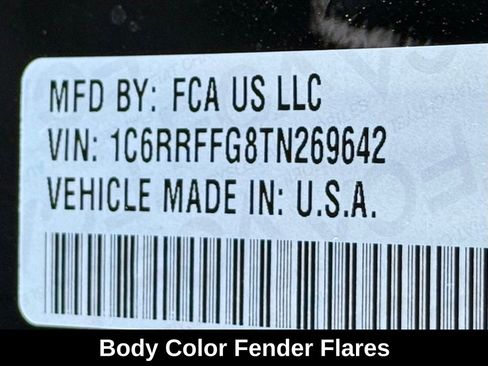 MFD BY: FCA US LLC
VIN: 1C6RRFFG8TN269642
VEHICLE MADE IN: U.S.A.
Body Color Fender Flares